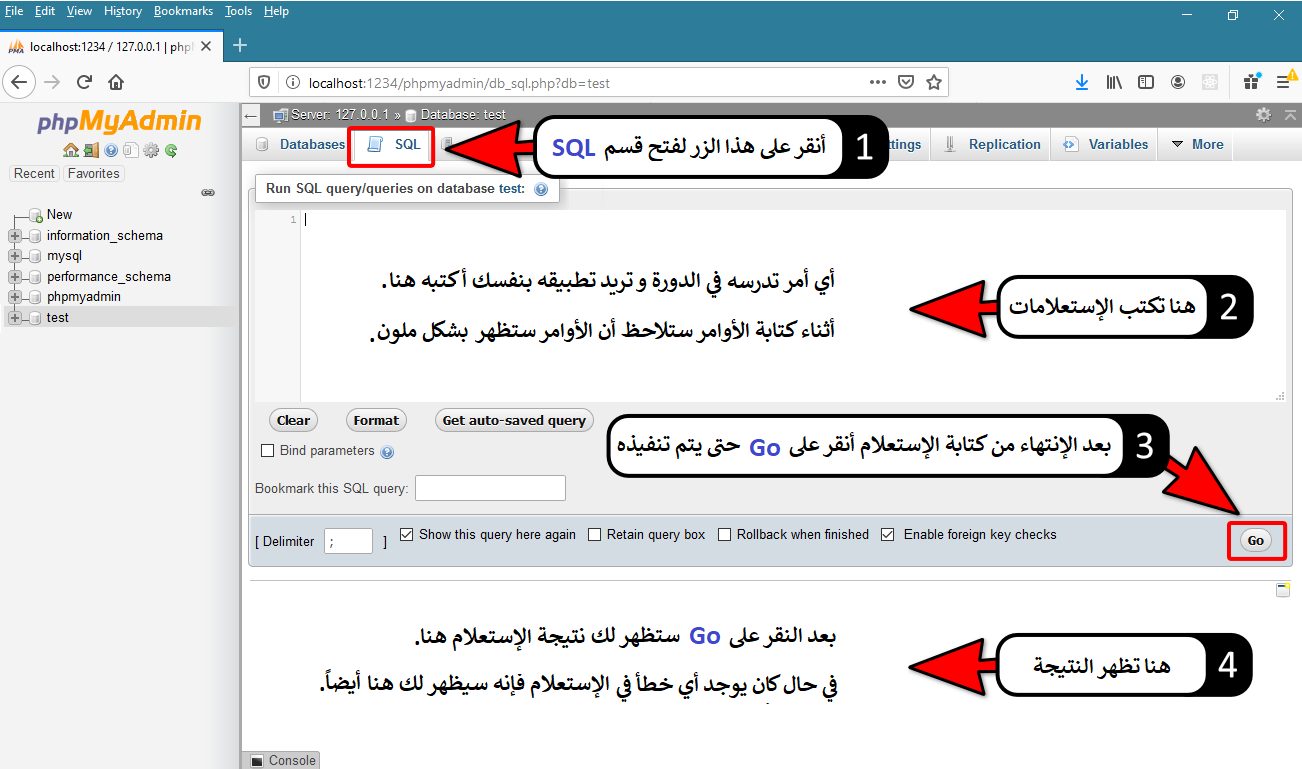 File Edit View History Bookmarks Tools Help
localhost:1234 / 127.0.0.1 | phpl
localhost:1234/phpmyadmin/db_sql.php?db=test
phpMyAdmin
Recent Favorites
New
information_schema
mysql
performance_schema
phpmyadmin
test
Server: 127.0.0.1 » Database: test
Databases SQL ttings Replication Variables More
1 أنقر على هذا الزر لفتح قسم SQL
Run SQL query/queries on database test:
1
أي أمر تدرسه في الدورة و تريد تطبيقه بنفسك أكتبه هنا.
أثناء كتابة الأوامر ستلاحظ أن الأوامر ستظهر بشكل ملون.
2 هنا تكتب الإستعلامات
Clear Format Get auto-saved query
3 بعد الإنتهاء من كتابة الإستعلام أنقر على Go حتى يتم تنفيذه
Bind parameters
Bookmark this SQL query:
[ Delimiter ; ] Show this query here again Retain query box Rollback when finished Enable foreign key checks Go
بعد النقر على Go ستظهر لك نتيجة الإستعلام هنا.
في حال كان يوجد أي خطأ في الإستعلام فإنه سيظهر لك هنا أيضاً.
4 هنا تظهر النتيجة
Console